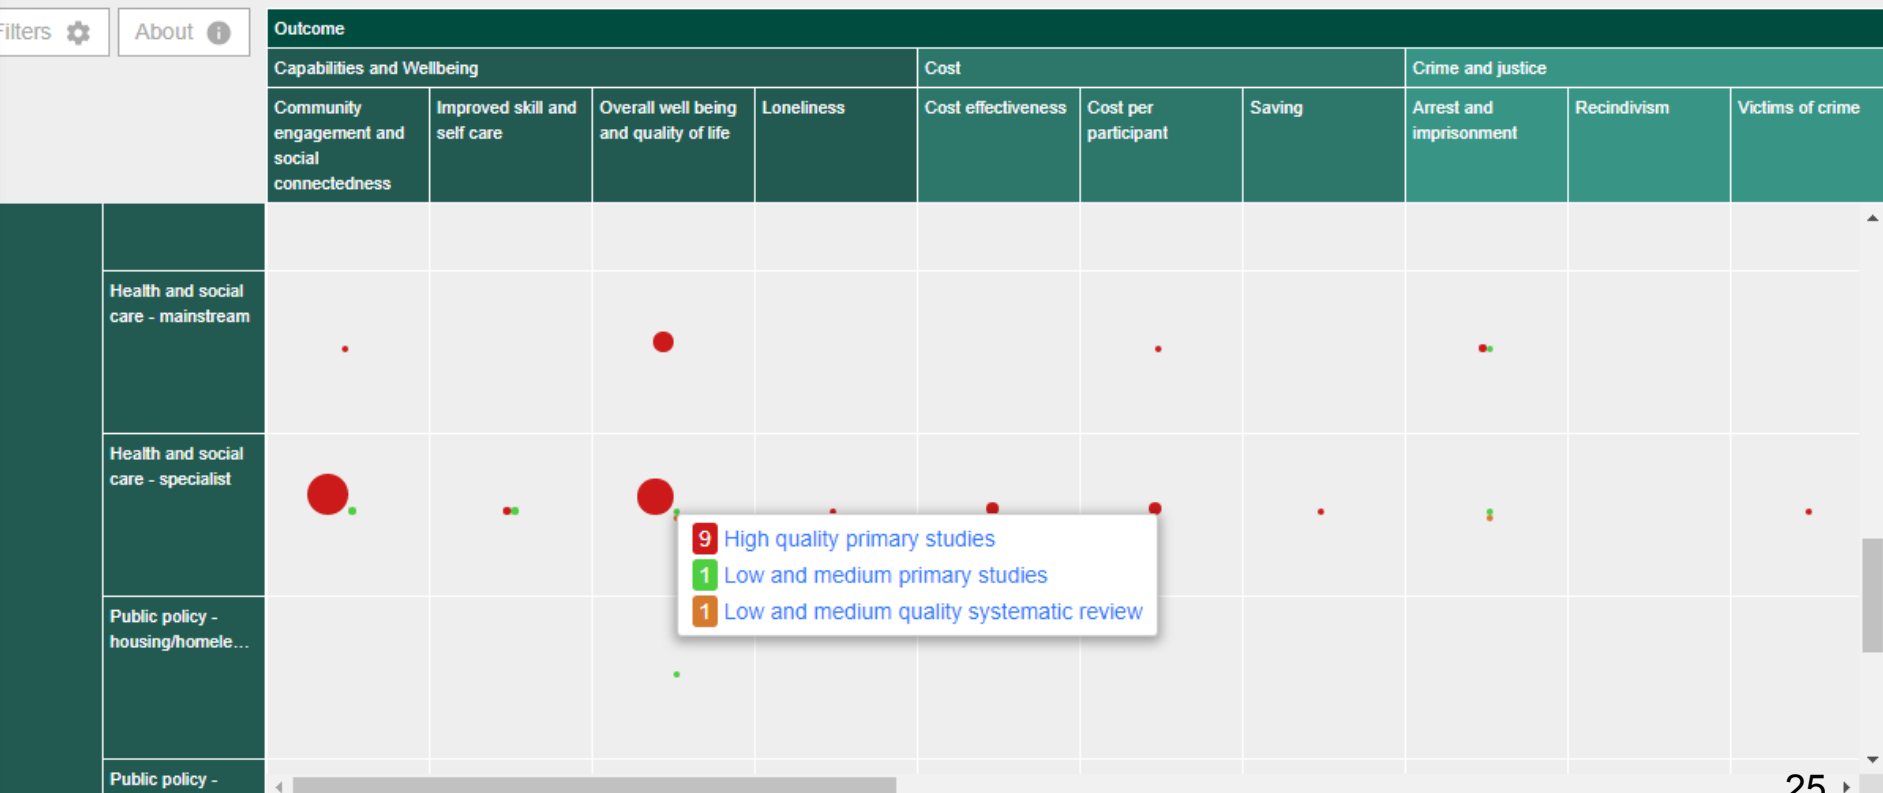 Filters
About
Outcome
Capabilities and Wellbeing
Cost
Crime and justice
Community
engagement and
social
connectedness
Improved skill and
self care
Overall well being
and quality of life
Loneliness
Cost effectiveness
Cost per
participant
Saving
Arrest and
imprisonment
Recindivism
Victims of crime
Health and social
care - mainstream
Health and social
care - specialist
9 High quality primary studies
1 Low and medium primary studies
1 Low and medium quality systematic review
Public policy -
housing/homele...
Public policy -
25